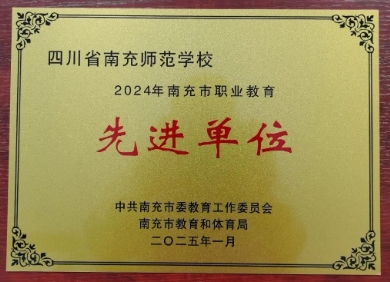 四川省南充师范学校
2024年南充市职业教育
先进单位
中共南充市委教育工作委员会
南充市教育和体育局
二〇二五年一月